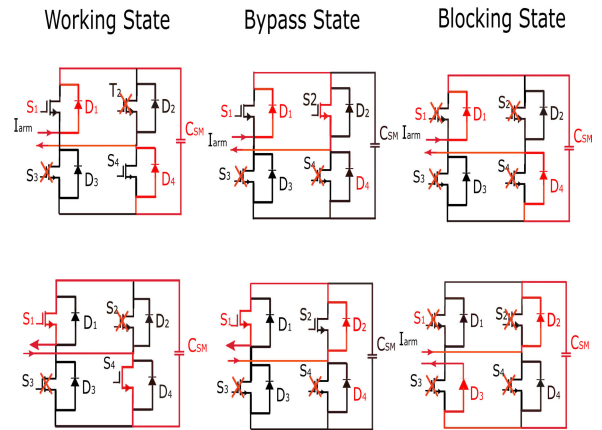 Working State Bypass State Blocking State
S1 D1 T2 D2 CSM
Iarm
S3 D3 S4 D4
S1 D1 S2 D2 CSM
Iarm
S3 D3 S4 D4
S1 D1 S2 D2 CSM
Iarm
S3 D3 S4 D4
S1 D1 S2 D2 CSM
S3 D3 S4 D4
S1 D1 S2 D2 CSM
S3 D3 S4 D4
S1 D1 S2 D2 CSM
Iarm
S3 D3 S4 D4